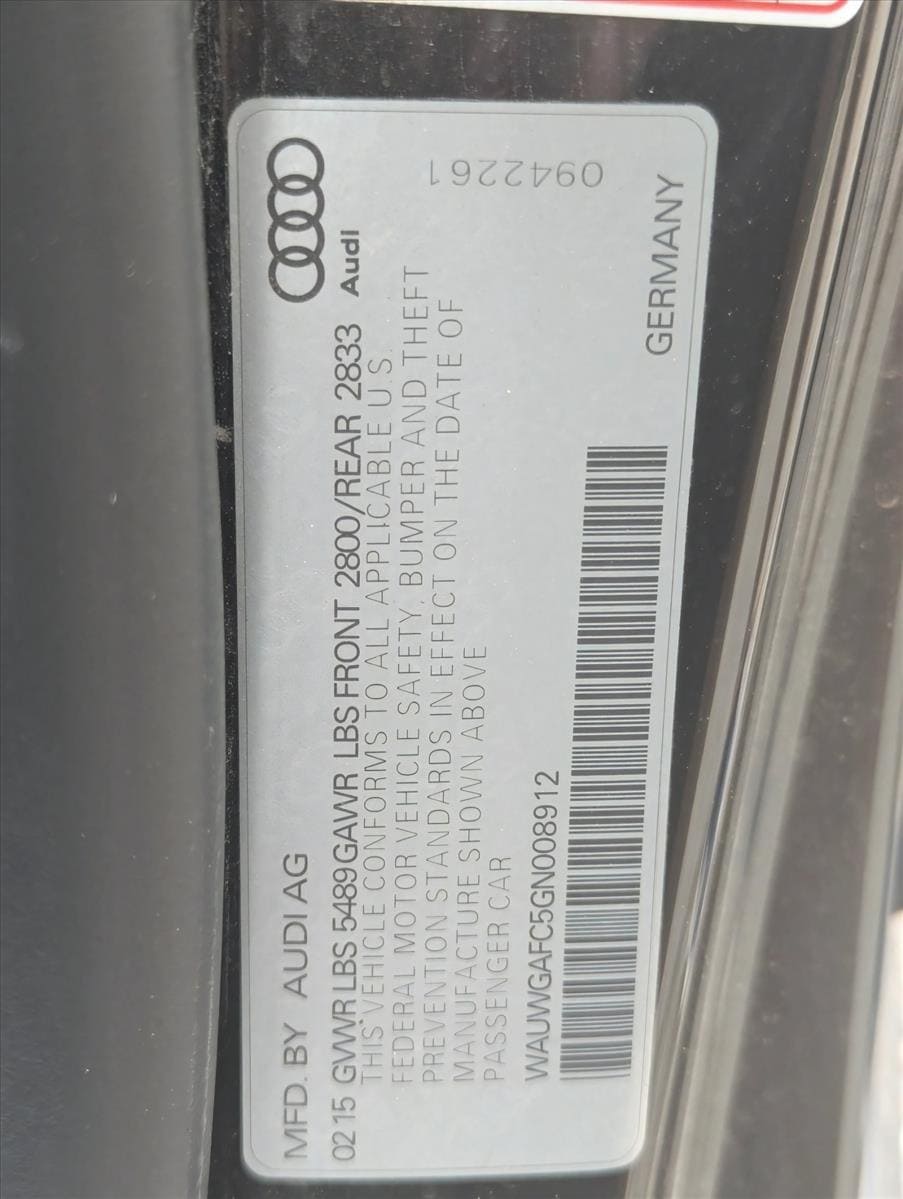 MFD. BY AUDI AG
Audi
02 15 GVWR LBS 5489 GAWR LBS FRONT 2800/REAR 2833
THIS VEHICLE CONFORMS TO ALL APPLICABLE U.S.
FEDERAL MOTOR VEHICLE SAFETY, BUMPER AND THEFT
PREVENTION STANDARDS IN EFFECT ON THE DATE OF
MANUFACTURE SHOWN ABOVE
PASSENGER CAR
0942261
WAUWGAFC5GN008912
GERMANY